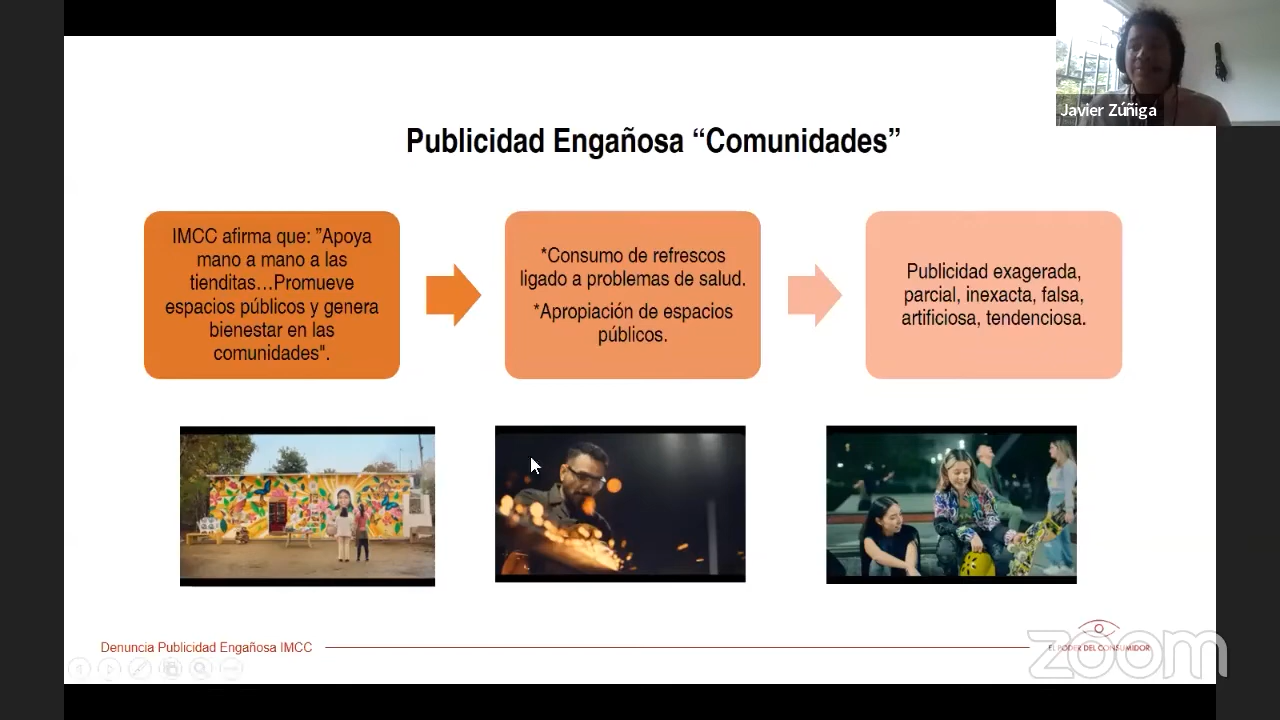 Javier Zúñiga
Publicidad Engañosa “Comunidades”
IMCC afirma que: ”Apoya
mano a mano a las
tienditas…Promueve
espacios públicos y genera
bienestar en las
comunidades".
*Consumo de refrescos
ligado a problemas de salud.
*Apropiación de espacios
públicos.
Publicidad exagerada,
parcial, inexacta, falsa,
artificiosa, tendenciosa.
Denuncia Publicidad Engañosa IMCC
EL PODER DEL CONSUMIDOR
zoom